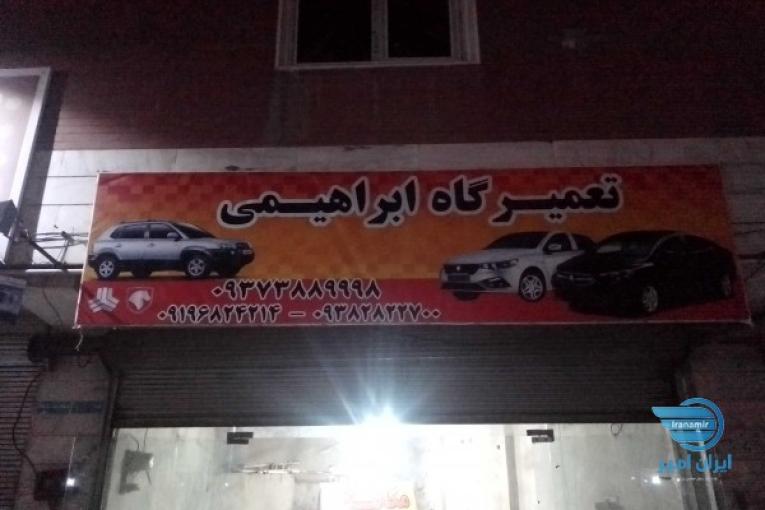 تعمیرگاه ابراهیمی
۰۹۳۷۳۸۸۹۹۹۸
۰۹۱۹۶۸۲۴۲۱۴ - ۰۹۳۸۲۸۲۲۷۰۰
Iranamir
ایران امیر